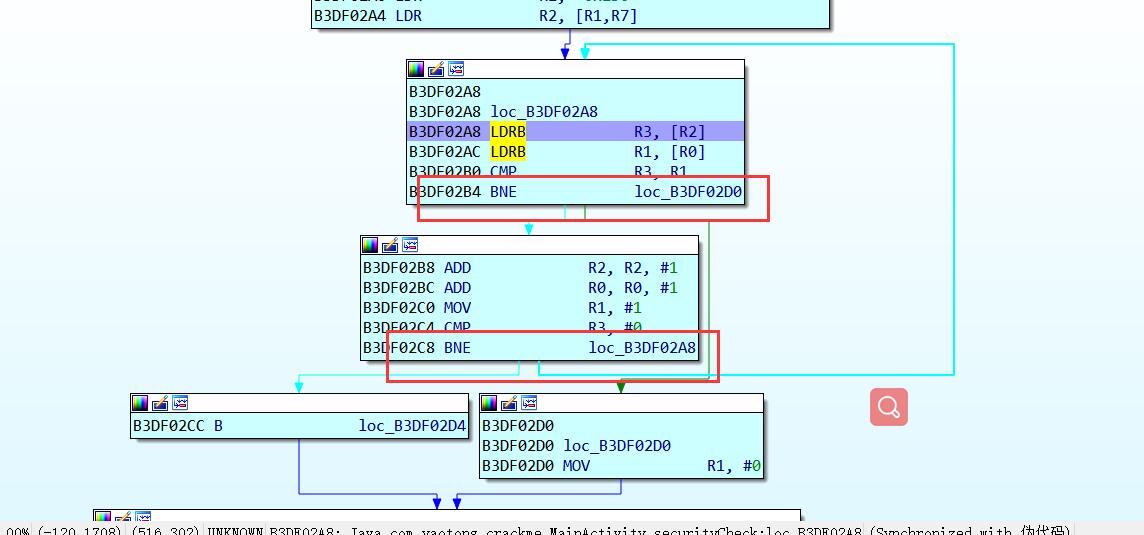 B3DF02A4 LDR R2, [R1,R7]
B3DF02A8
B3DF02A8 loc_B3DF02A8
B3DF02A8 LDRB R3, [R2]
B3DF02AC LDRB R1, [R0]
B3DF02B0 CMP R3, R1
B3DF02B4 BNE loc_B3DF02D0
B3DF02B8 ADD R2, R2, #1
B3DF02BC ADD R0, R0, #1
B3DF02C0 MOV R1, #1
B3DF02C4 CMP R3, #0
B3DF02C8 BNE loc_B3DF02A8
B3DF02CC B loc_B3DF02D4
B3DF02D0
B3DF02D0 loc_B3DF02D0
B3DF02D0 MOV R1, #0
00% (-120,1708) (516,302) UNKNOWN B3DF02A8: Java_com_yaotong_crackme_MainActivity_securityCheck:loc_B3DF02A8 (Synchronized with 伪代码)